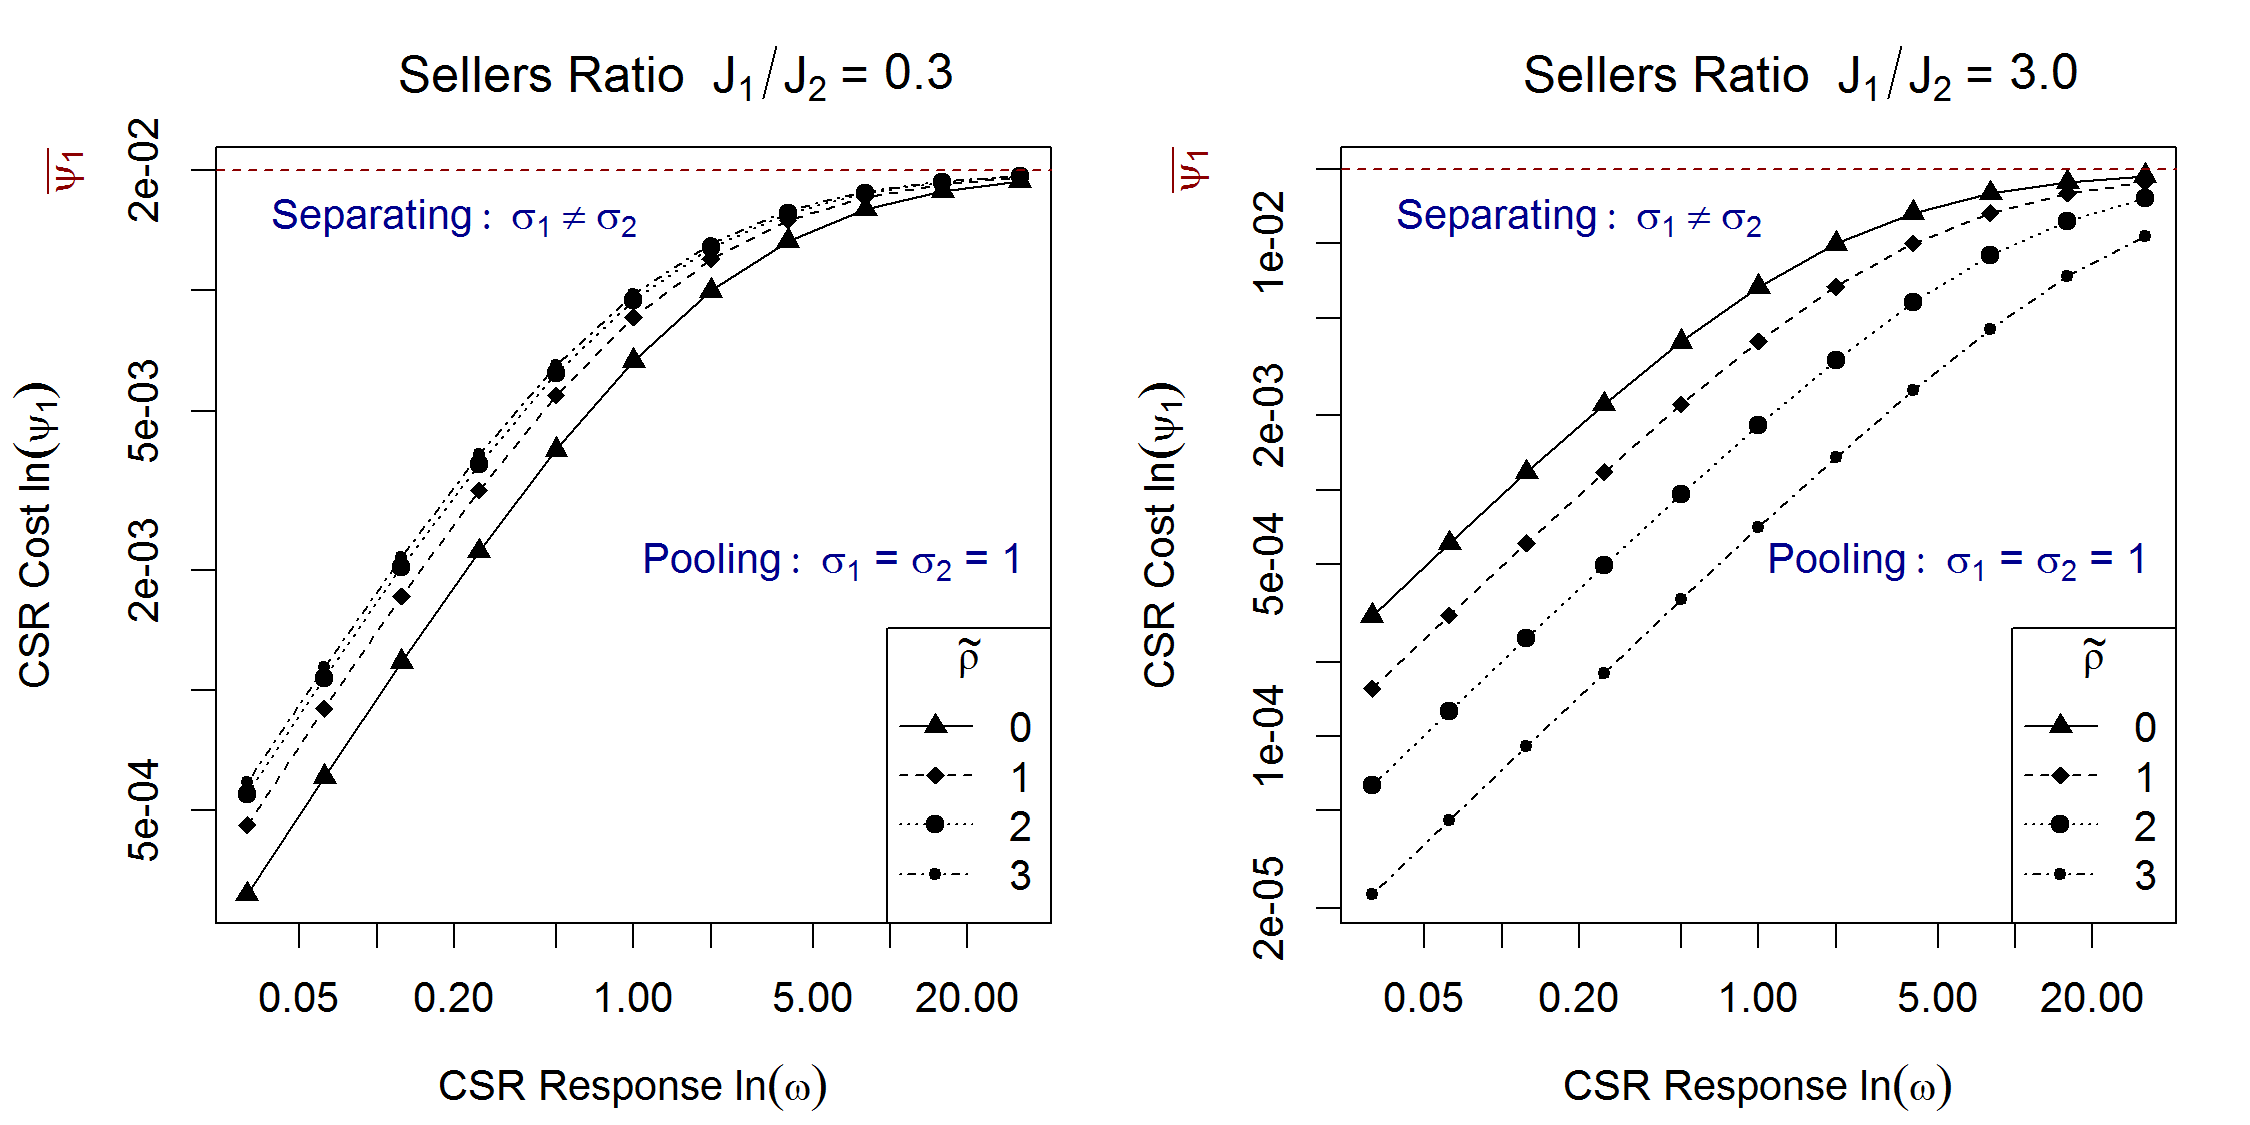 Sellers Ratio J₁/J₂ = 0.3
ψ₁
2e-02
5e-03
2e-03
5e-04
CSR Cost ln(ψ₁)
Separating : σ₁ ≠ σ₂
Pooling : σ₁ = σ₂ = 1
ρ̃
0
1
2
3
0.05 0.20 1.00 5.00 20.00
CSR Response ln(ω)
Sellers Ratio J₁/J₂ = 3.0
ψ₁
1e-02
2e-03
5e-04
1e-04
2e-05
CSR Cost ln(ψ₁)
Separating : σ₁ ≠ σ₂
Pooling : σ₁ = σ₂ = 1
ρ̃
0
1
2
3
0.05 0.20 1.00 5.00 20.00
CSR Response ln(ω)